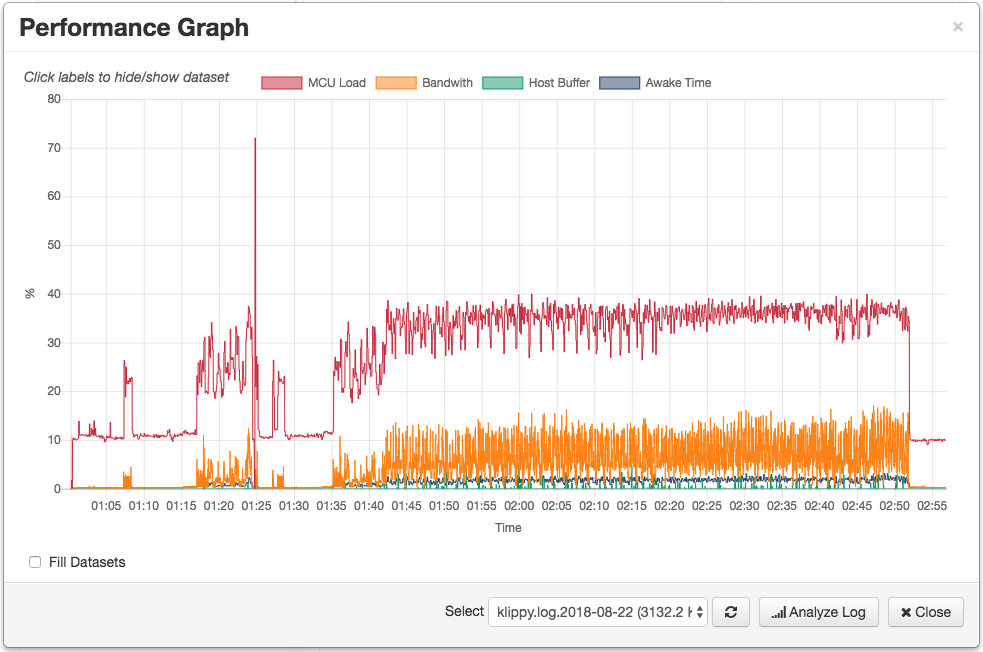 Performance Graph ×
Click labels to hide/show dataset
MCU Load Bandwith Host Buffer Awake Time
80
70
60
50
40
%
30
20
10
0
01:05 01:10 01:15 01:20 01:25 01:30 01:35 01:40 01:45 01:50 01:55 02:00 02:05 02:10 02:15 02:20 02:25 02:30 02:35 02:40 02:45 02:50 02:55
Time
Fill Datasets
Select klippy.log.2018-08-22 (3132.2 Analyze Log Close